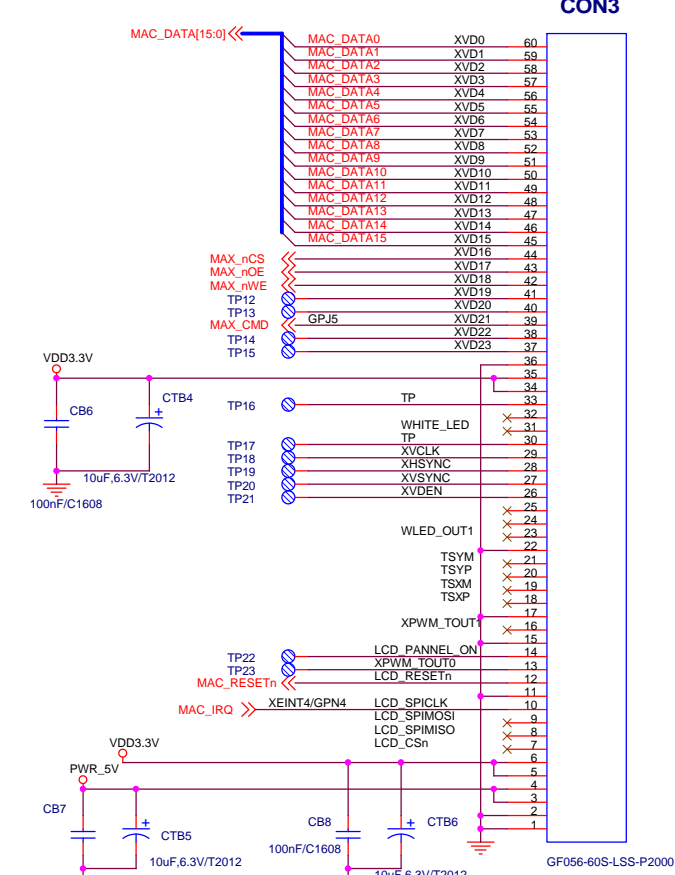 CON3
MAC_DATA[15:0]
MAC_DATA0 XVD0 60
MAC_DATA1 XVD1 59
MAC_DATA2 XVD2 58
MAC_DATA3 XVD3 57
MAC_DATA4 XVD4 56
MAC_DATA5 XVD5 55
MAC_DATA6 XVD6 54
MAC_DATA7 XVD7 53
MAC_DATA8 XVD8 52
MAC_DATA9 XVD9 51
MAC_DATA10 XVD10 50
MAC_DATA11 XVD11 49
MAC_DATA12 XVD12 48
MAC_DATA13 XVD13 47
MAC_DATA14 XVD14 46
MAC_DATA15 XVD15 45
MAX_nCS XVD16 44
MAX_nOE XVD17 43
MAX_nWE XVD18 42
TP12 XVD19 41
TP13 XVD20 40
MAX_CMD GPJ5 XVD21 39
TP14 XVD22 38
TP15 XVD23 37
36
VDD3.3V 35
34
CTB4
TP16 TP 33
CB6 32
WHITE_LED 31
TP17 TP 30
TP18 XVCLK 29
TP19 XHSYNC 28
10uF,6.3V/T2012
TP20 XVSYNC 27
TP21 XVDEN 26
100nF/C1608
25
24
WLED_OUT1 23
22
TSYM 21
TSYP 20
TSXM 19
TSXP 18
17
XPWM_TOUT1 16
15
TP22 LCD_PANNEL_ON 14
TP23 XPWM_TOUT0 13
MAC_RESETn LCD_RESETn 12
11
MAC_IRQ XEINT4/GPN4 LCD_SPICLK 10
LCD_SPIMOSI 9
LCD_SPIMISO 8
LCD_CSn 7
VDD3.3V 6
5
PWR_5V 4
3
CB7 2
CTB5 CB8 CTB6 1
100nF/C1608
10uF,6.3V/T2012 GF056-60S-LSS-P2000
10uF,6.3V/T2012